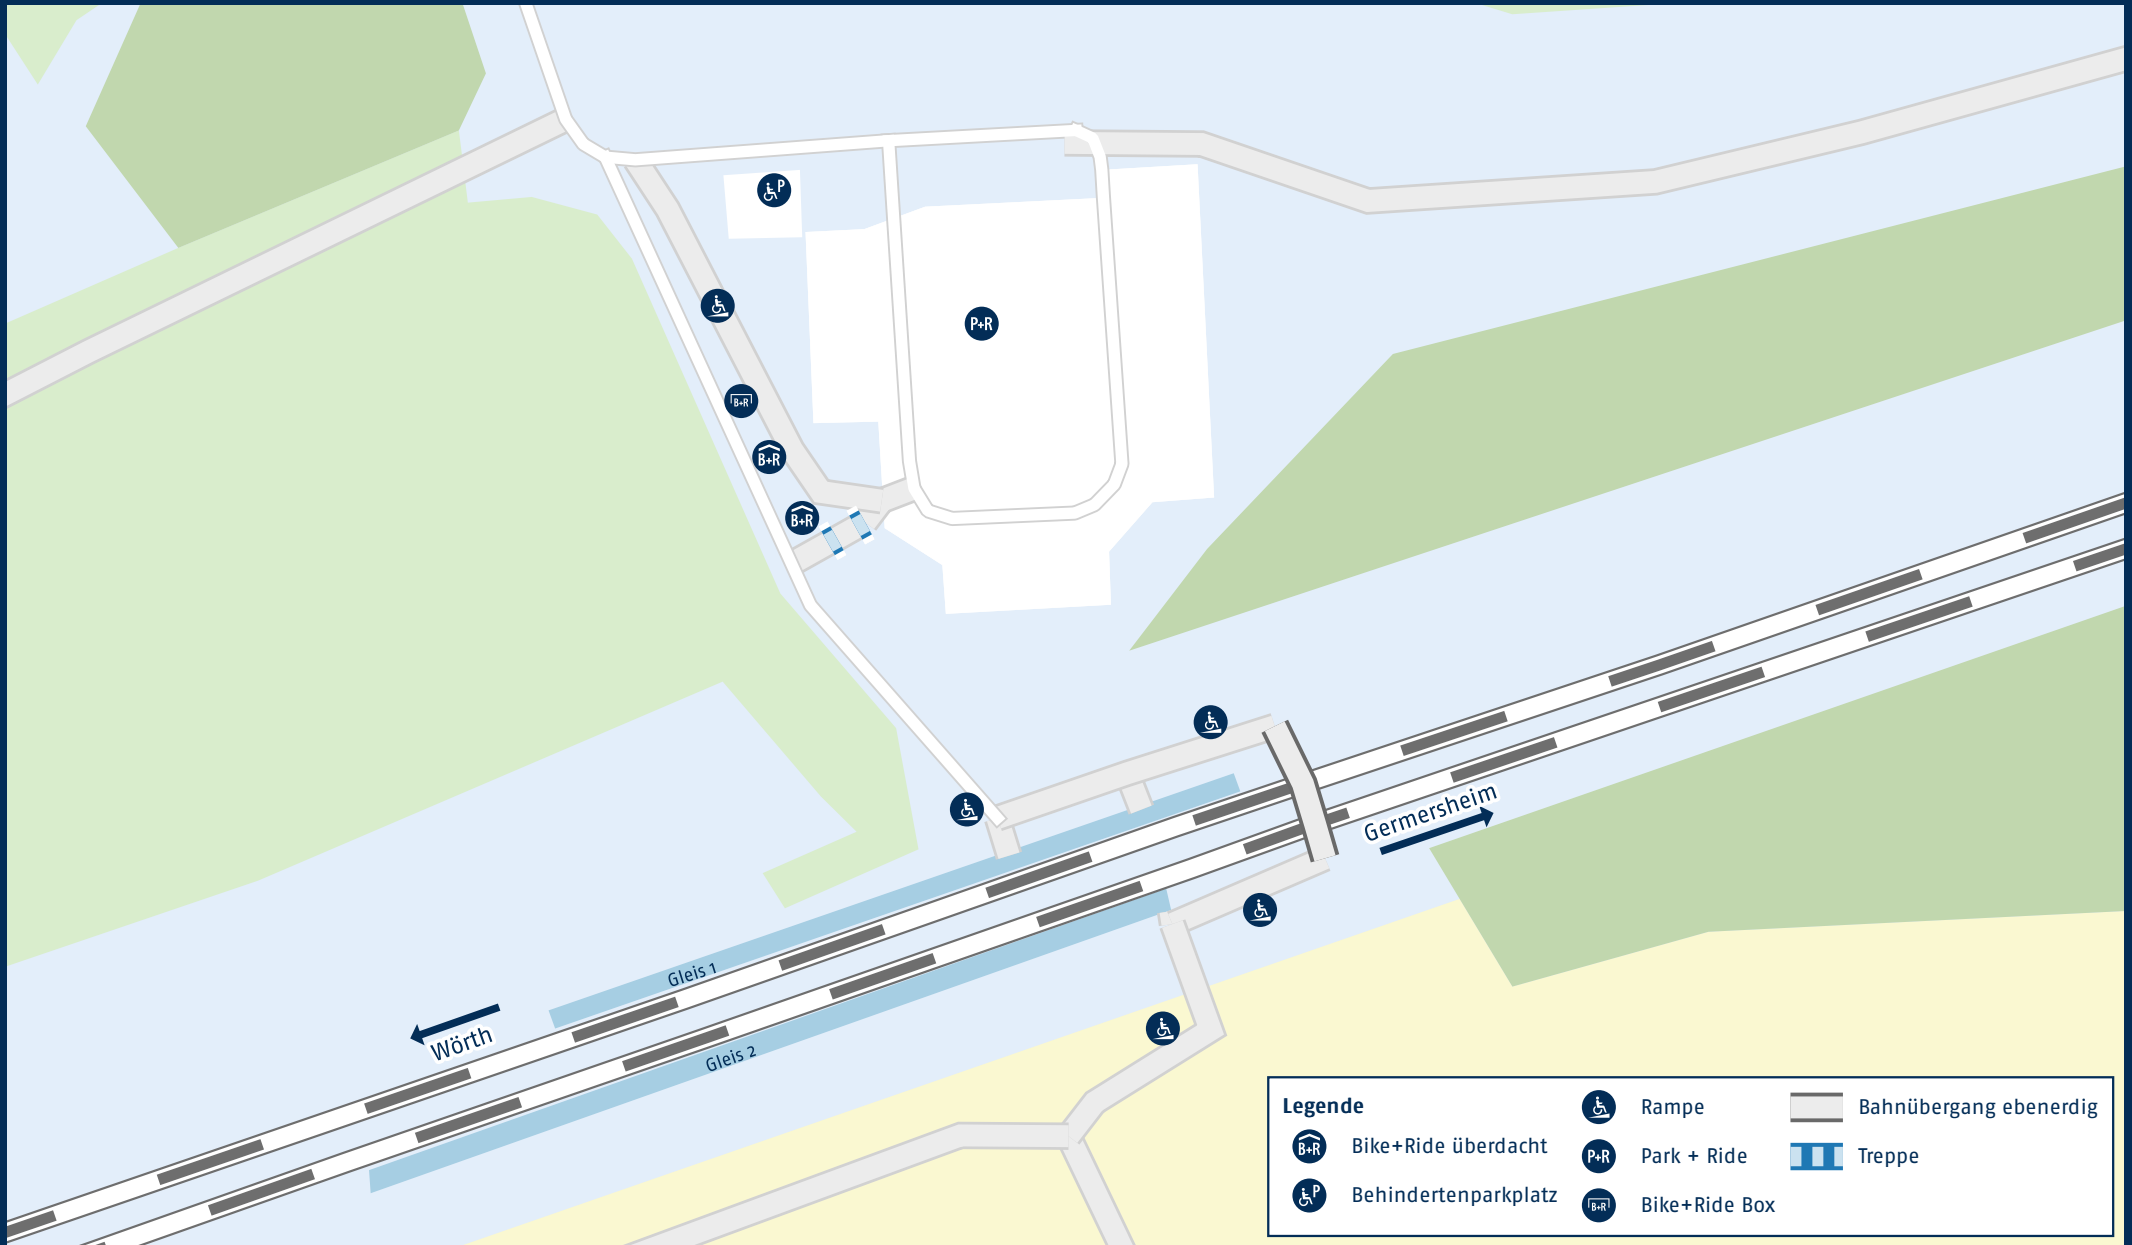 P
P+R
B+R
B+R
B+R
Germersheim
Gleis 1
Wörth
Gleis 2
Legende
B+R Bike+Ride überdacht
P Behindertenparkplatz
Rampe
P+R Park + Ride
B+R Bike+Ride Box
Bahnübergang ebenerdig
Treppe